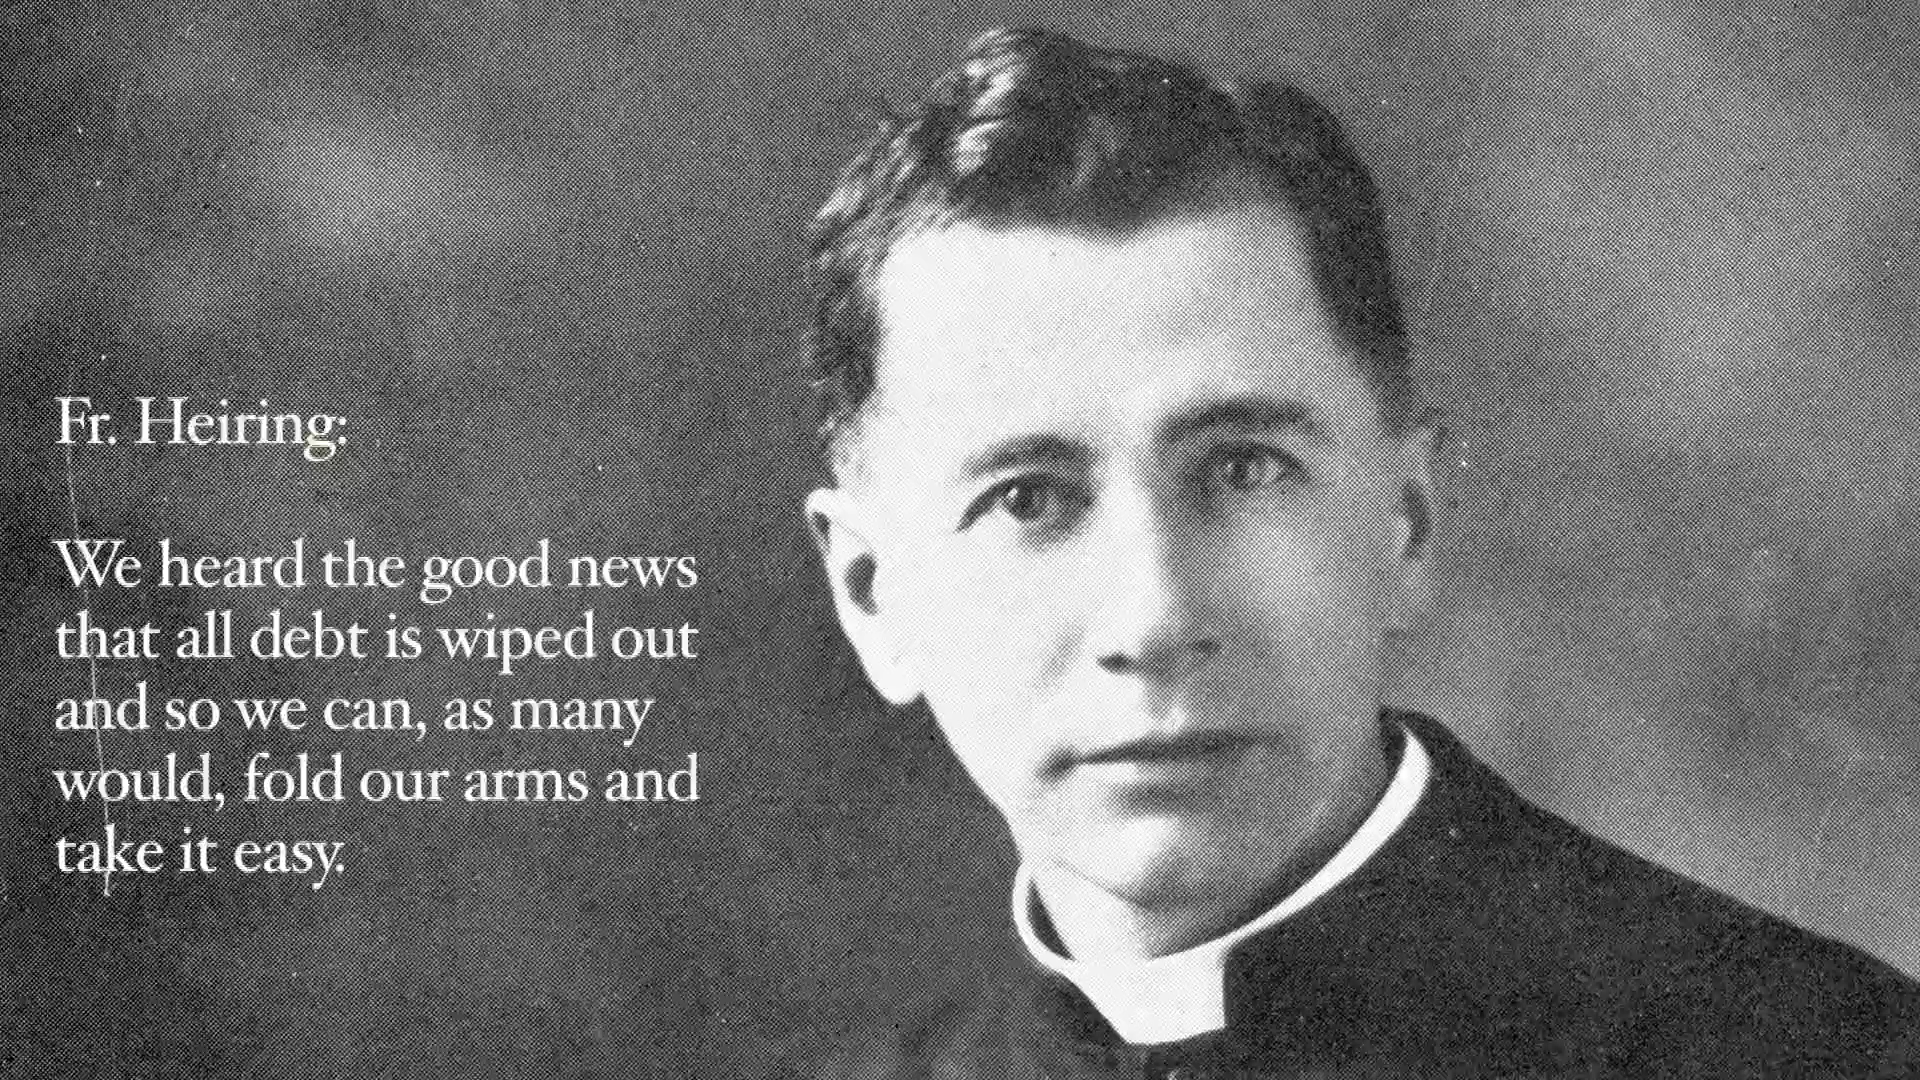 Fr. Heiring:
We heard the good news
that all debt is wiped out
and so we can, as many
would, fold our arms and
take it easy.